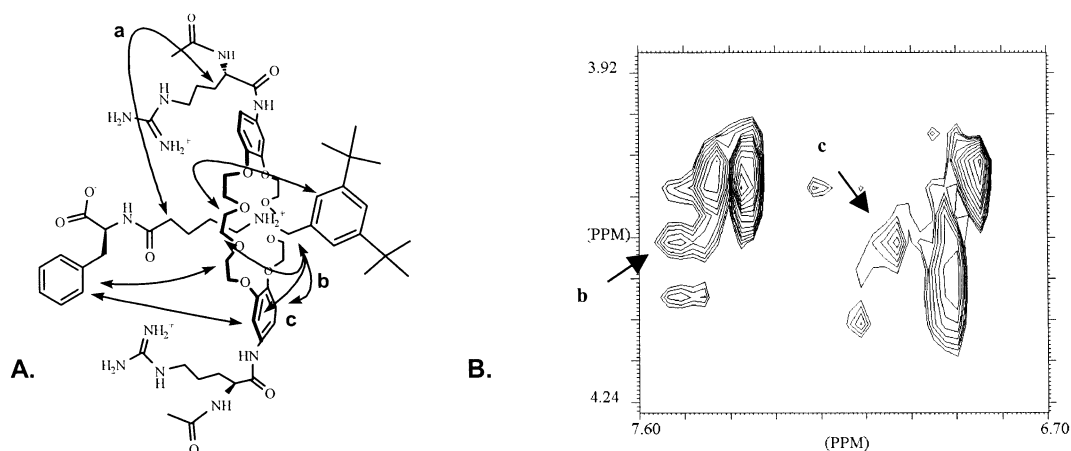 a
O
NH
O
H
N
NH
H₂N
NH₂⁺
O
O
O⁻
O
H
N
O
O
O
NH₂⁺
O
O
O
O
b
c
NH₂⁺
H₂N
N
H
HN
O
NH
O
A.
3.92
c
(PPM)
b
4.24
7.60
6.70
(PPM)
B.